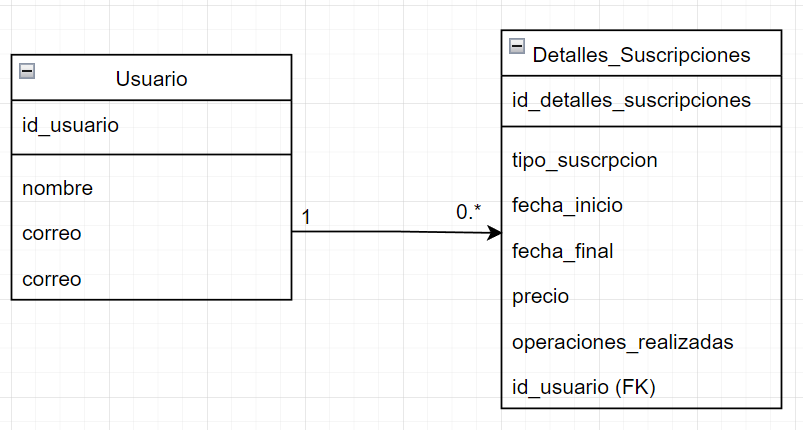 Usuario
id_usuario
nombre
correo
correo
1
0.*
Detalles_Suscripciones
id_detalles_suscripciones
tipo_suscrpcion
fecha_inicio
fecha_final
precio
operaciones_realizadas
id_usuario (FK)